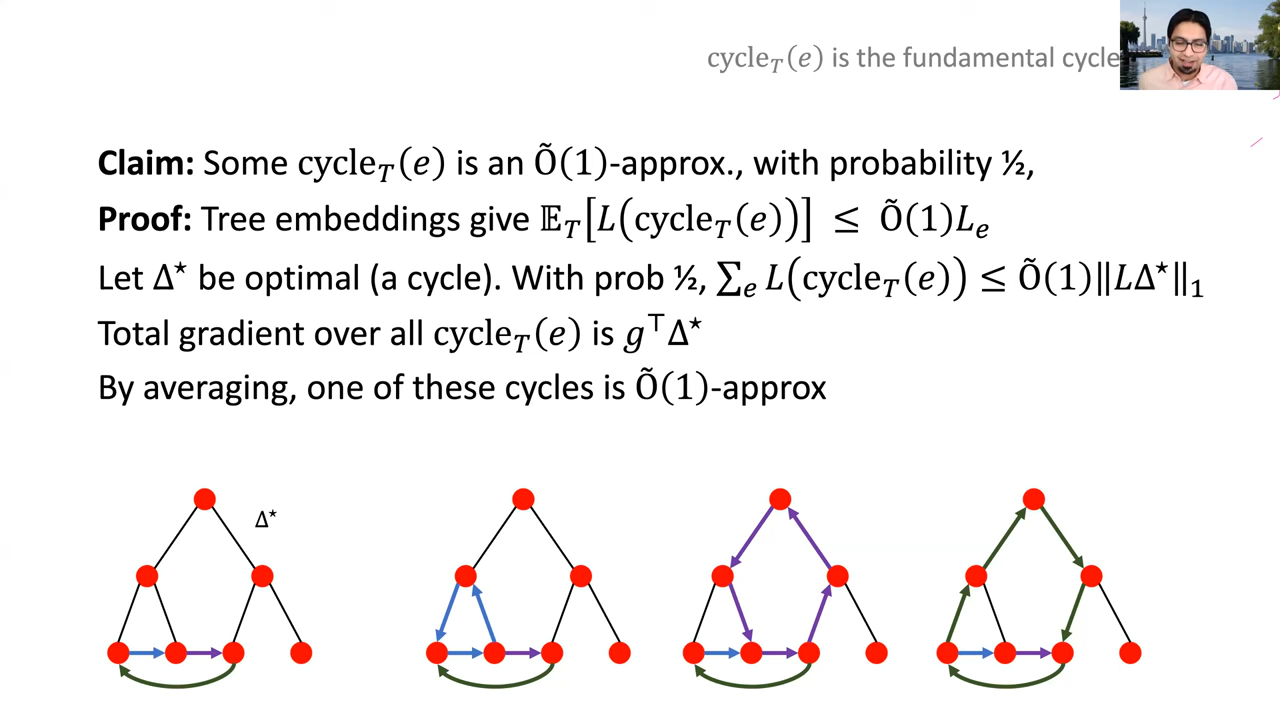 cycle_T(e) is the fundamental cycle
Claim: Some cycle_T(e) is an Õ(1)-approx., with probability ½,
Proof: Tree embeddings give 𝔼_T[L(cycle_T(e))] ≤ Õ(1)L_e
Let Δ* be optimal (a cycle). With prob ½, ∑_e L(cycle_T(e)) ≤ Õ(1)‖LΔ*‖_1
Total gradient over all cycle_T(e) is g^⊤Δ*
By averaging, one of these cycles is Õ(1)-approx
Δ*